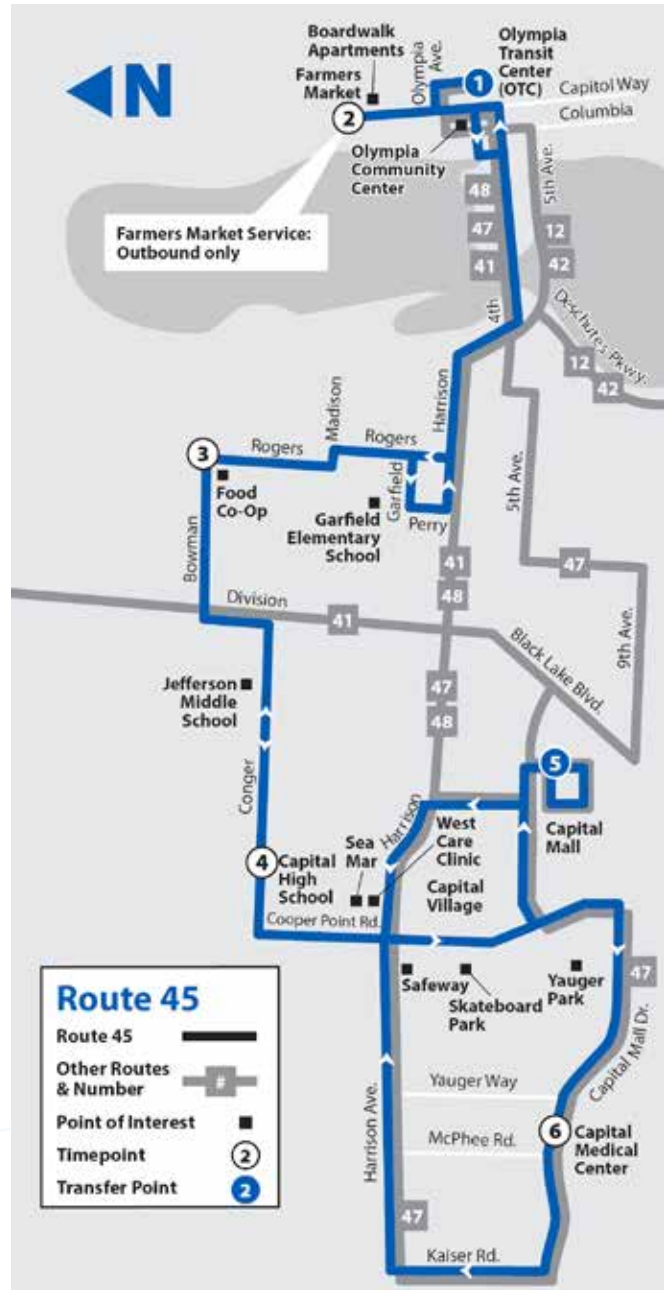 N
Boardwalk
Apartments
Farmers
Market
2
Olympia
Ave.
1
Olympia
Transit
Center
(OTC)
Capitol Way
Columbia
Olympia
Community
Center
5th Ave.
48
47
41
12
42
Farmers Market Service:
Outbound only
4th
Deschutes Pkwy.
12
42
Harrison
Madison
Rogers
Rogers
3
Food
Co-Op
Garfield
Perry
Garfield
Elementary
School
5th Ave.
Bowman
41
48
47
Division
41
9th Ave.
Black Lake Blvd.
Jefferson
Middle
School
47
48
5
Conger
Harrison
Capital
Mall
West
Care
Clinic
Sea
Mar
4
Capital
High
School
Capital
Village
Cooper Point Rd.
Safeway
Skateboard
Park
Yauger
Park
47
Capital Mall Dr.
Yauger Way
McPhee Rd.
6
Capital
Medical
Center
Harrison Ave.
47
Kaiser Rd.
Route 45
Route 45
Other Routes
& Number
#
Point of Interest
Timepoint
2
Transfer Point
2